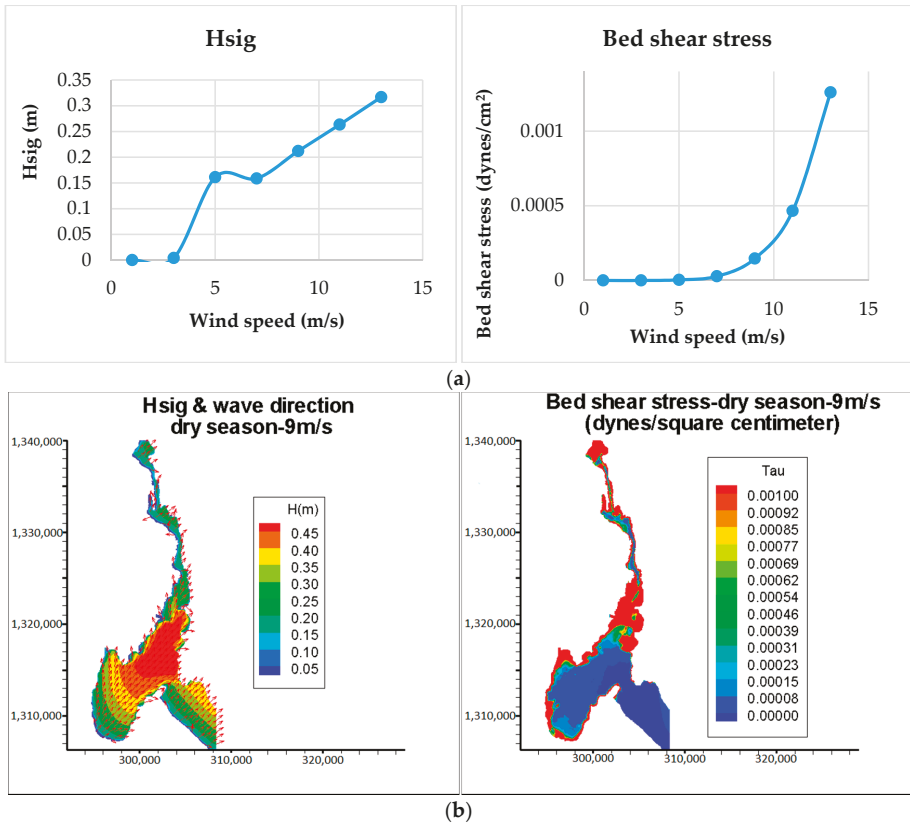 Hsig
Hsig (m)
0.35
0.3
0.25
0.2
0.15
0.1
0.05
0
0 5 10 15
Wind speed (m/s)
Bed shear stress
Bed shear stress (dynes/cm²)
0.001
0.0005
0
0 5 10 15
Wind speed (m/s)
(a)
Hsig & wave direction
dry season-9m/s
1,340,000
1,330,000
1,320,000
1,310,000
300,000 310,000 320,000
H(m)
0.45
0.40
0.35
0.30
0.25
0.20
0.15
0.10
0.05
Bed shear stress-dry season-9m/s
(dynes/square centimeter)
1,340,000
1,330,000
1,320,000
1,310,000
300,000 310,000 320,000
Tau
0.00100
0.00092
0.00085
0.00077
0.00069
0.00062
0.00054
0.00046
0.00039
0.00031
0.00023
0.00015
0.00008
0.00000
(b)